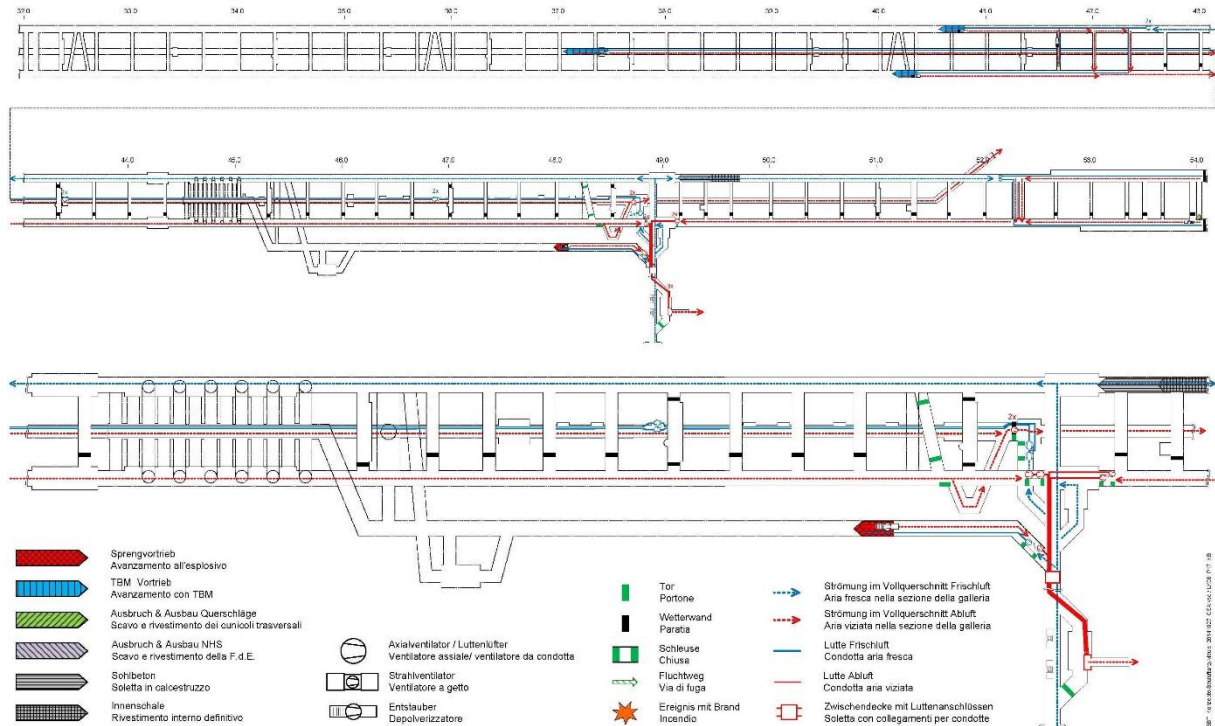 37.0 33.0 34.0 35.0 36.0 37.0 38.0 39.0 40.0 41.0 47.0 43.0
2x
44.0 45.0 46.0 47.0 48.0 49.0 50.0 51.0 52.0 53.0 54.0
2x
2x
2x
Sprengvortrieb
Avanzamento all'esplosivo
TBM Vortrieb
Avanzamento con TBM
Ausbruch & Ausbau Querschläge
Scavo e rivestimento dei cunicoli trasversali
Ausbruch & Ausbau NHS
Scavo e rivestimento della F.d.E.
Sohlbeton
Soletta in calcestruzzo
Innenschale
Rivestimento interno definitivo
Axialventilator / Luttenlüfter
Ventilatore assiale/ ventilatore da condotta
Strahlventilator
Ventilatore a getto
Entstauber
Depolverizzatore
Tor
Portone
Wetterwand
Paratia
Schleuse
Chiusa
Fluchtweg
Via di fuga
Ereignis mit Brand
Incendio
Strömung im Vollquerschnitt Frischluft
Aria fresca nella sezione della galleria
Strömung im Vollquerschnitt Abluft
Aria viziata nella sezione della galleria
Lutte Frischluft
Condotta aria fresca
Lutte Abluft
Condotta aria viziata
Zwischendecke mit Luttenanschlüssen
Soletta con collegamenti per condotte